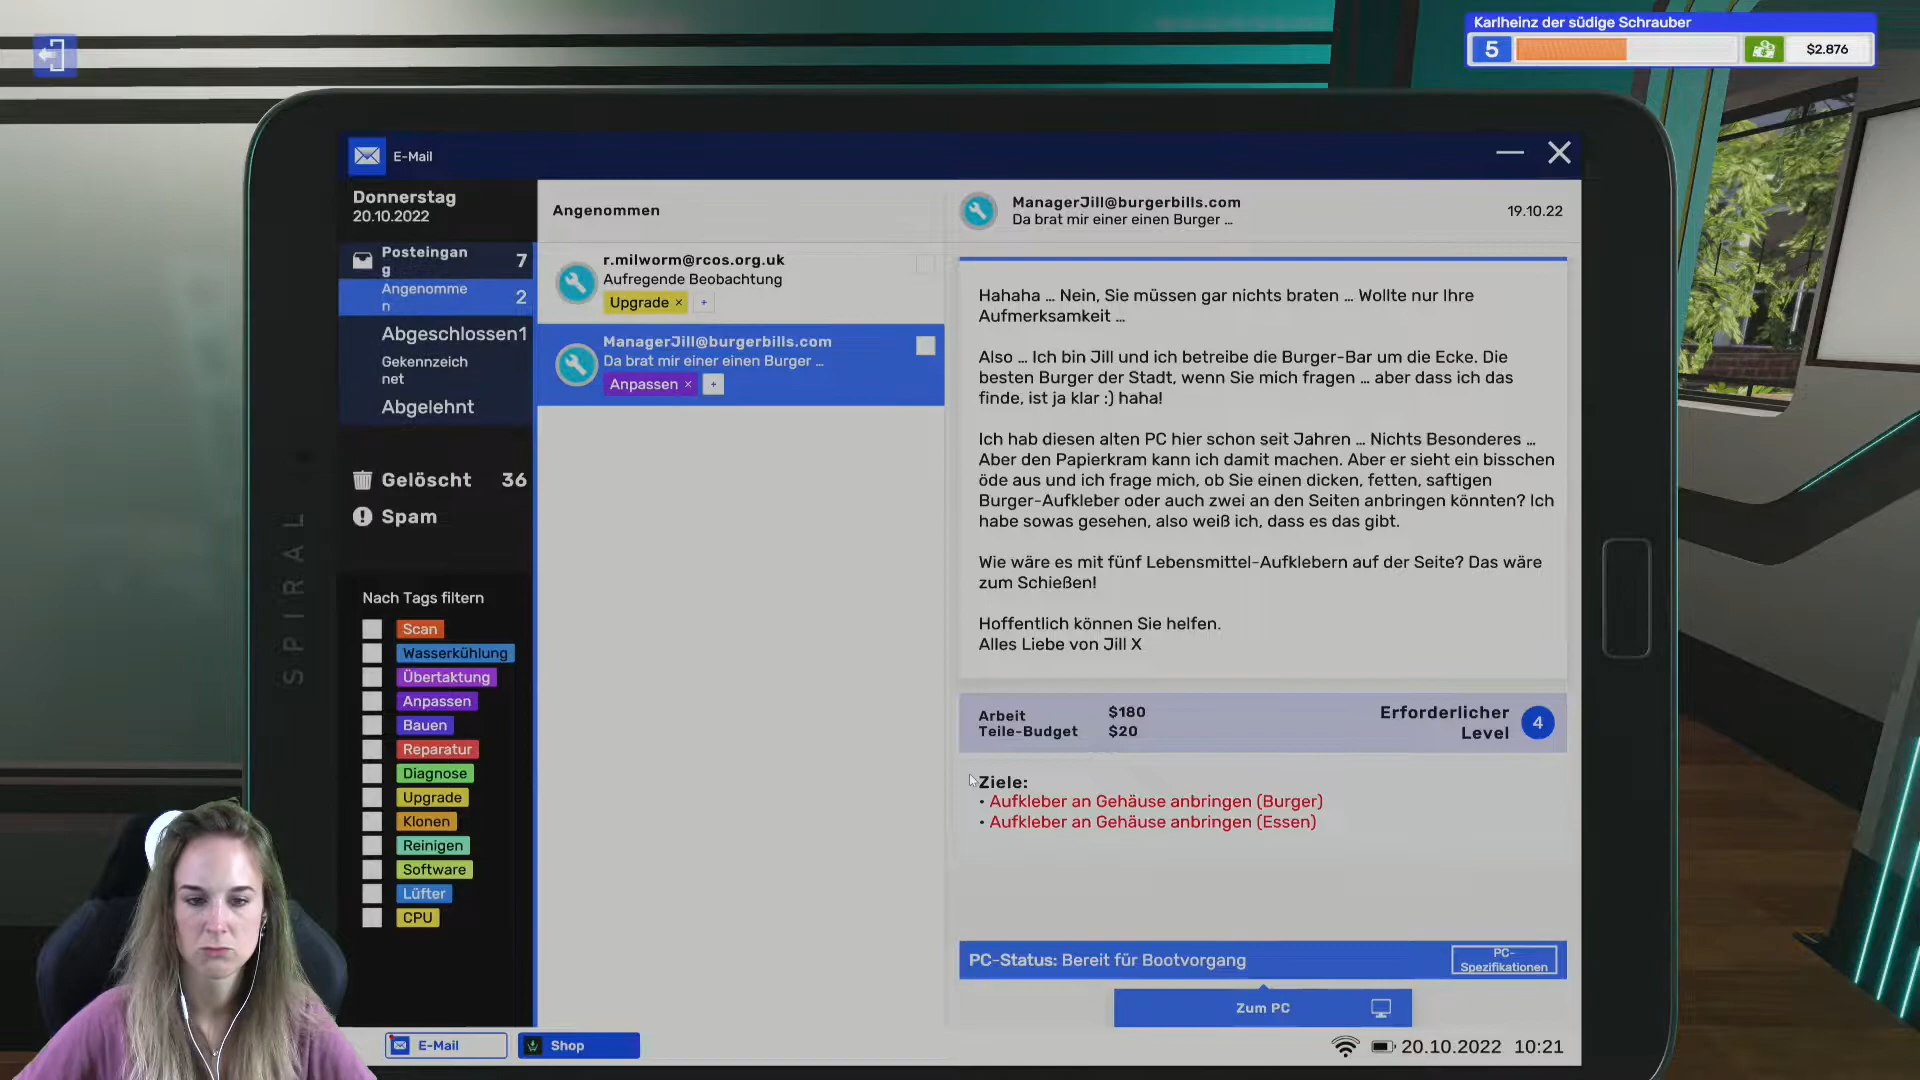 Karlheinz der südige Schrauber
5
$2.876
E-Mail
Donnerstag
20.10.2022
Posteingan
g
7
Angenomme
n
2
Abgeschlossen1
Gekennzeich
net
Abgelehnt
Gelöscht 36
Spam
Nach Tags filtern
Scan
Wasserkühlung
Übertaktung
Anpassen
Bauen
Reparatur
Diagnose
Upgrade
Klonen
Reinigen
Software
Lüfter
CPU
Angenommen
r.milworm@rcos.org.uk
Aufregende Beobachtung
Upgrade × +
ManagerJill@burgerbills.com
Da brat mir einer einen Burger ...
Anpassen × +
ManagerJill@burgerbills.com
Da brat mir einer einen Burger ...
19.10.22
Hahaha ... Nein, Sie müssen gar nichts braten ... Wollte nur Ihre
Aufmerksamkeit ...
Also ... Ich bin Jill und ich betreibe die Burger-Bar um die Ecke. Die
besten Burger der Stadt, wenn Sie mich fragen ... aber dass ich das
finde, ist ja klar :) haha!
Ich hab diesen alten PC hier schon seit Jahren ... Nichts Besonderes ...
Aber den Papierkram kann ich damit machen. Aber er sieht ein bisschen
öde aus und ich frage mich, ob Sie einen dicken, fetten, saftigen
Burger-Aufkleber oder auch zwei an den Seiten anbringen könnten? Ich
habe sowas gesehen, also weiß ich, dass es das gibt.
Wie wäre es mit fünf Lebensmittel-Aufklebern auf der Seite? Das wäre
zum Schießen!
Hoffentlich können Sie helfen.
Alles Liebe von Jill X
Arbeit $180
Teile-Budget $20
Erforderlicher
Level
4
Ziele:
• Aufkleber an Gehäuse anbringen (Burger)
• Aufkleber an Gehäuse anbringen (Essen)
PC-Status: Bereit für Bootvorgang
PC-
Spezifikationen
Zum PC
E-Mail
Shop
20.10.2022 10:21
SPIRAL